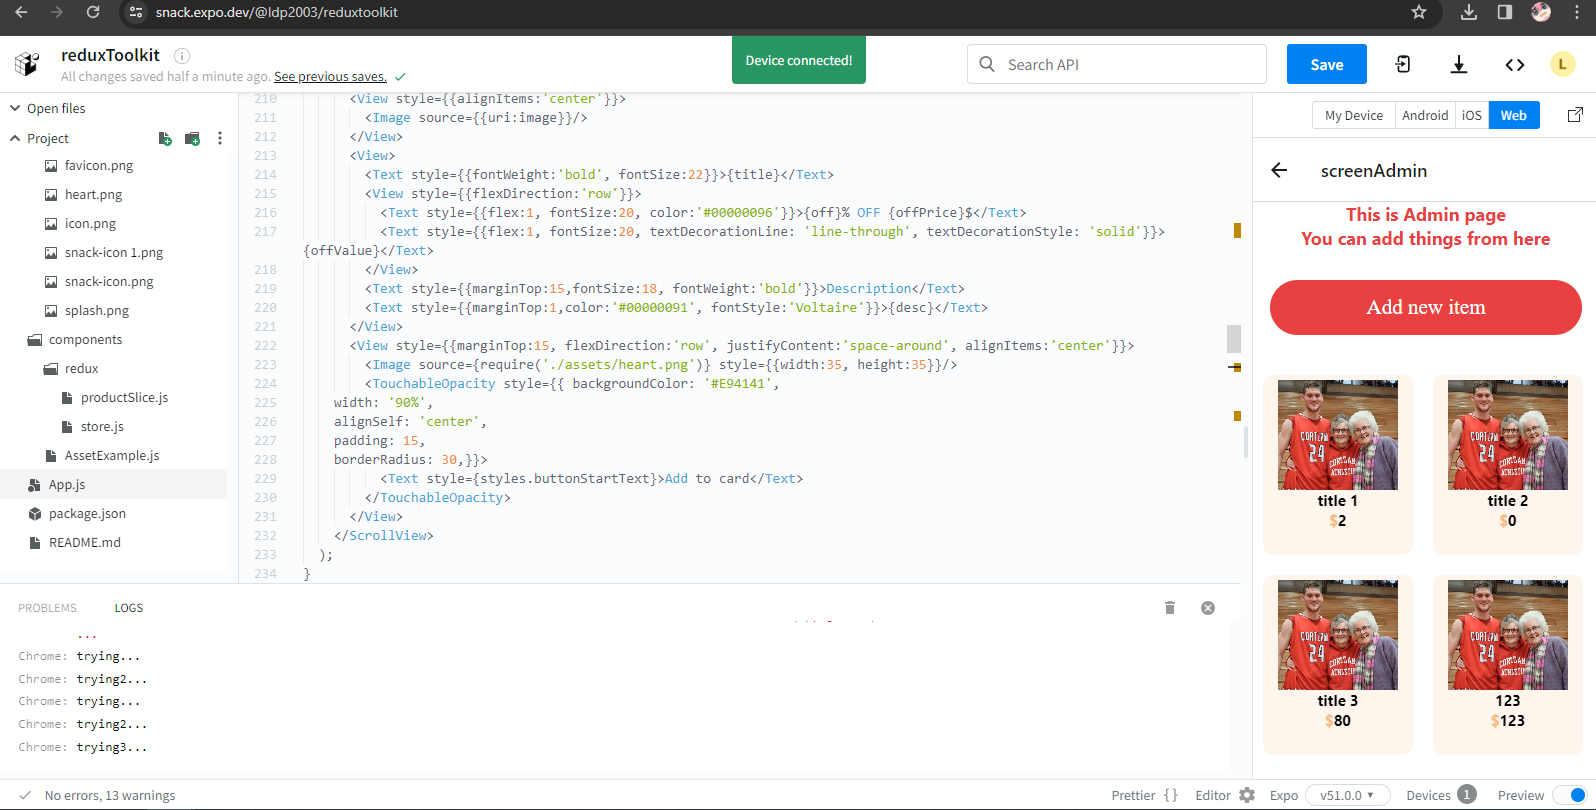 snack.expo.dev/@ldp2003/reduxtoolkit
reduxToolkit
All changes saved half a minute ago. See previous saves.
Device connected!
Search API
Save
L
Open files
Project
favicon.png
heart.png
icon.png
snack-icon 1.png
snack-icon.png
splash.png
components
redux
productSlice.js
store.js
AssetExample.js
App.js
package.json
README.md
210 <View style={{alignItems:'center'}}>
211 <Image source={{uri:image}}/>
212 </View>
213 <View>
214 <Text style={{fontWeight:'bold', fontSize:22}}>{title}</Text>
215 <View style={{flexDirection:'row'}}>
216 <Text style={{flex:1, fontSize:20, color:'#00000096'}}>{off}% OFF {offPrice}$</Text>
217 <Text style={{flex:1, fontSize:20, textDecorationLine: 'line-through', textDecorationStyle: 'solid'}}>
{offValue}</Text>
218 </View>
219 <Text style={{marginTop:15,fontSize:18, fontWeight:'bold'}}>Description</Text>
220 <Text style={{marginTop:1,color:'#00000091', fontStyle:'Voltaire'}}>{desc}</Text>
221 </View>
222 <View style={{marginTop:15, flexDirection:'row', justifyContent:'space-around', alignItems:'center'}}>
223 <Image source={require('./assets/heart.png')} style={{width:35, height:35}}/>
224 <TouchableOpacity style={{ backgroundColor: '#E94141',
225 width: '90%',
226 alignSelf: 'center',
227 padding: 15,
228 borderRadius: 30,}}>
229 <Text style={styles.buttonStartText}>Add to card</Text>
230 </TouchableOpacity>
231 </View>
232 </ScrollView>
233 );
234 }
PROBLEMS
LOGS
...
Chrome: trying...
Chrome: trying2...
Chrome: trying...
Chrome: trying2...
Chrome: trying3...
My Device Android iOS Web
screenAdmin
This is Admin page
You can add things from here
Add new item
CORTLAND
24
CORTLAND
24
title 1
$2
title 2
$0
CORTLAND
24
CORTLAND
24
title 3
$80
123
$123
No errors, 13 warnings
Prettier {} Editor Expo v51.0.0 Devices 1 Preview